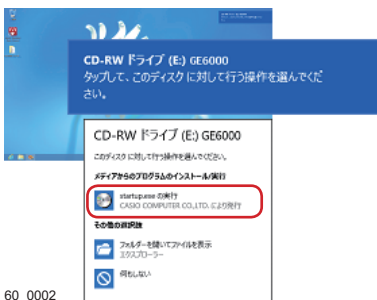 CD-RW ドライブ (E:) GE6000
タップして、このディスク に対して行う操作を選んでくだ
さい。
CD-RW ドライブ (E:) GE6000
このディスク に対して行う操作を選んでください。
メディアからのプログラムのインストール/実行
startup.exe の実行
CASIO COMPUTER CO.,LTD. により発行
その他の選択肢
フォルダーを開いてファイルを表示
エクスプローラー
何もしない
60_0002